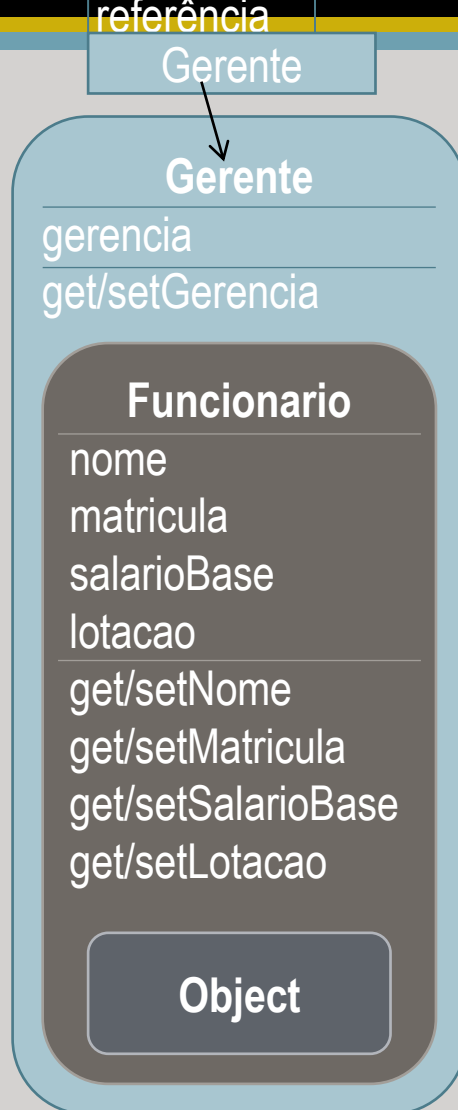 referência
Gerente
Gerente
gerencia
get/setGerencia
Funcionario
nome
matricula
salarioBase
lotacao
get/setNome
get/setMatricula
get/setSalarioBase
get/setLotacao
Object